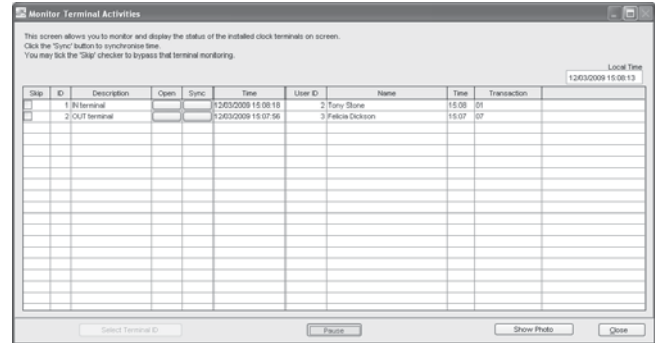 Monitor Terminal Activities
This screen allows you to monitor and display the status of the installed clock terminals on screen.
Click the 'Sync' button to synchronise time.
You may tick the 'Skip' checker to bypass that terminal monitoring.
Local Time
12/03/2009 15:08:13
Skip ID Description Open Sync Time User ID Name Time Transaction
1 IN terminal 12/03/2009 15:08:18 2 Tony Stone 15:08 01
2 OUT terminal 12/03/2009 15:07:56 3 Felicia Dickson 15:07 07
Select Terminal ID Pause Show Photo Close